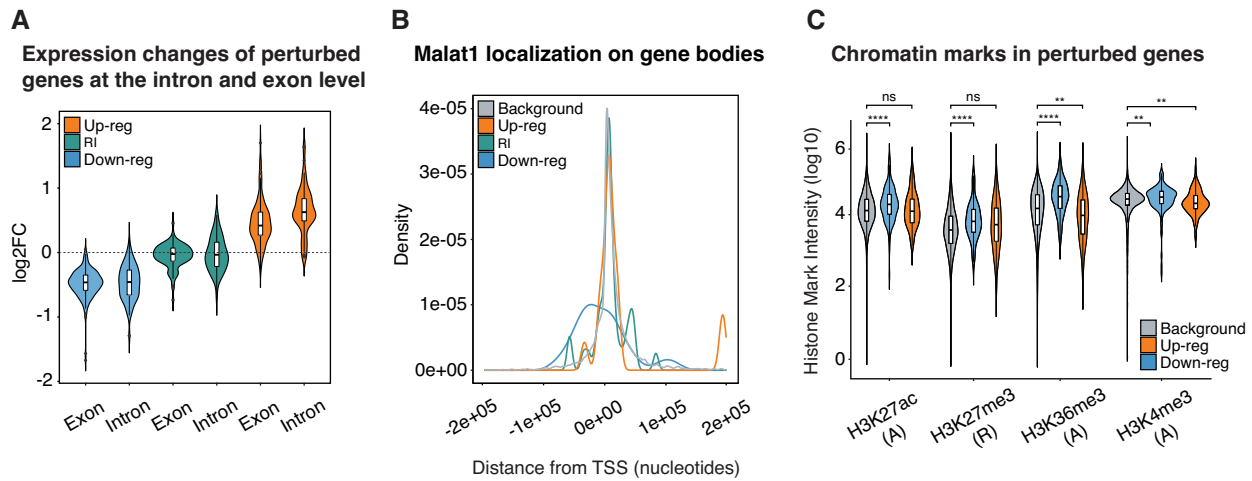 A
Expression changes of perturbed
genes at the intron and exon level
Up-reg
RI
Down-reg
log2FC
2
1
0
-1
-2
Exon
Intron
Exon
Intron
Exon
Intron
B
Malat1 localization on gene bodies
Background
Up-reg
RI
Down-reg
Density
4e-05
3e-05
2e-05
1e-05
0e+00
-2e+05
-1e+05
0e+00
1e+05
2e+05
Distance from TSS (nucleotides)
C
Chromatin marks in perturbed genes
ns
****
ns
****
**
****
**
**
Histone Mark Intensity (log10)
6
4
2
0
Background
Up-reg
Down-reg
H3K27ac
(A)
H3K27me3
(R)
H3K36me3
(A)
H3K4me3
(A)